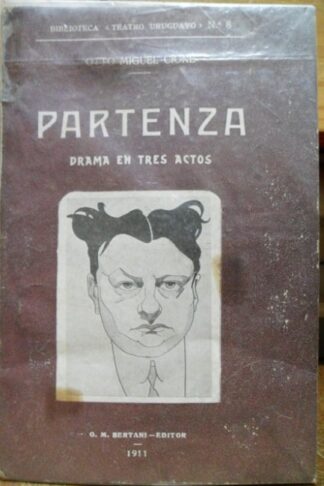 BIBLIOTECA «TEATRO URUGUAYO» N.º 8
OTTO MIGUEL CIONE
PARTENZA
DRAMA EN TRES ACTOS
O. M. BERTANI—EDITOR
1911